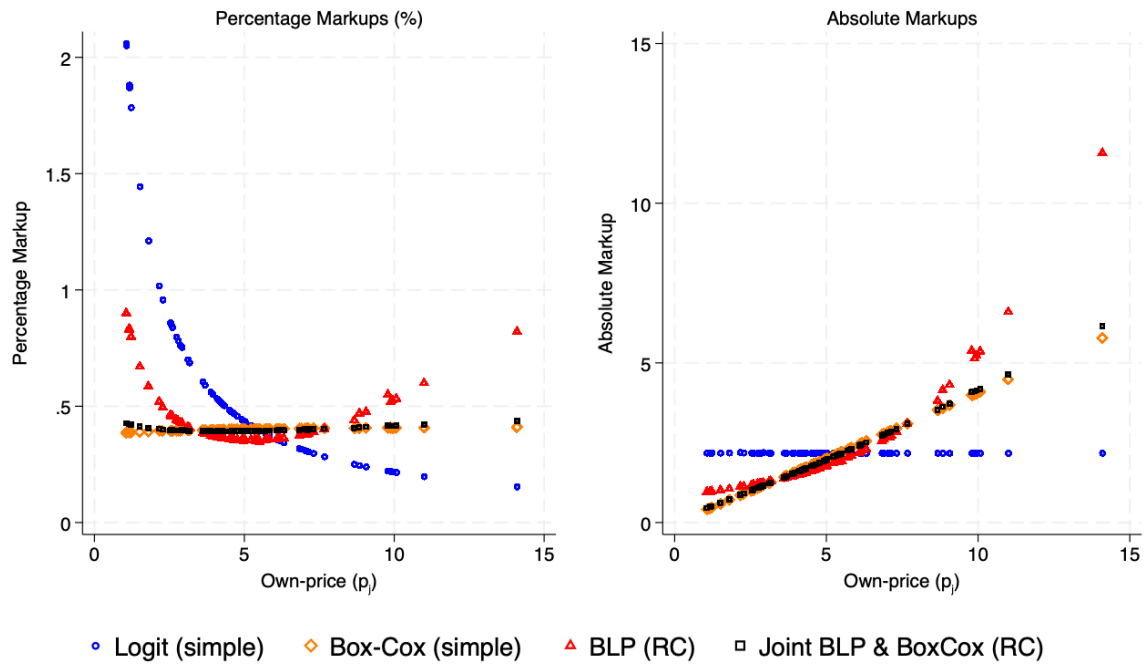 Percentage Markups (%)
Percentage Markup
2
1.5
1
.5
0
0
5
10
15
Own-price (pj)
Absolute Markups
Absolute Markup
15
10
5
0
0
5
10
15
Own-price (pj)
Logit (simple)
Box-Cox (simple)
BLP (RC)
Joint BLP & BoxCox (RC)